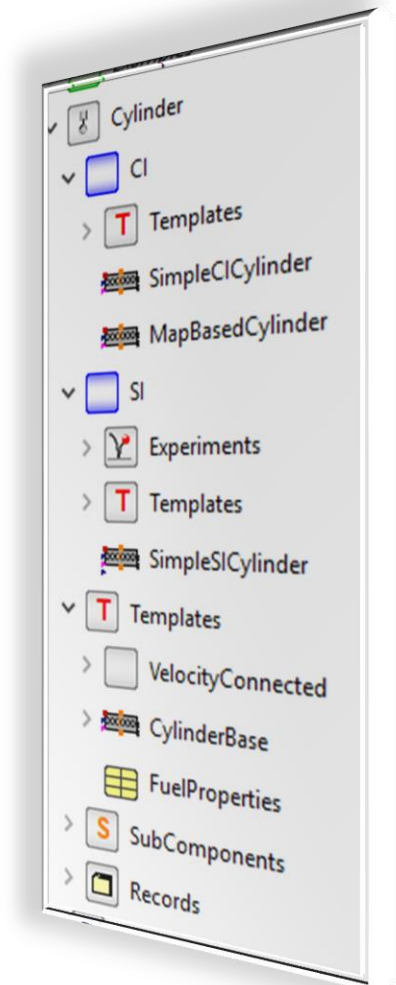 Cylinder
CI
T Templates
SimpleCICylinder
MapBasedCylinder
SI
Experiments
T Templates
SimpleSICylinder
T Templates
VelocityConnected
CylinderBase
FuelProperties
S SubComponents
Records